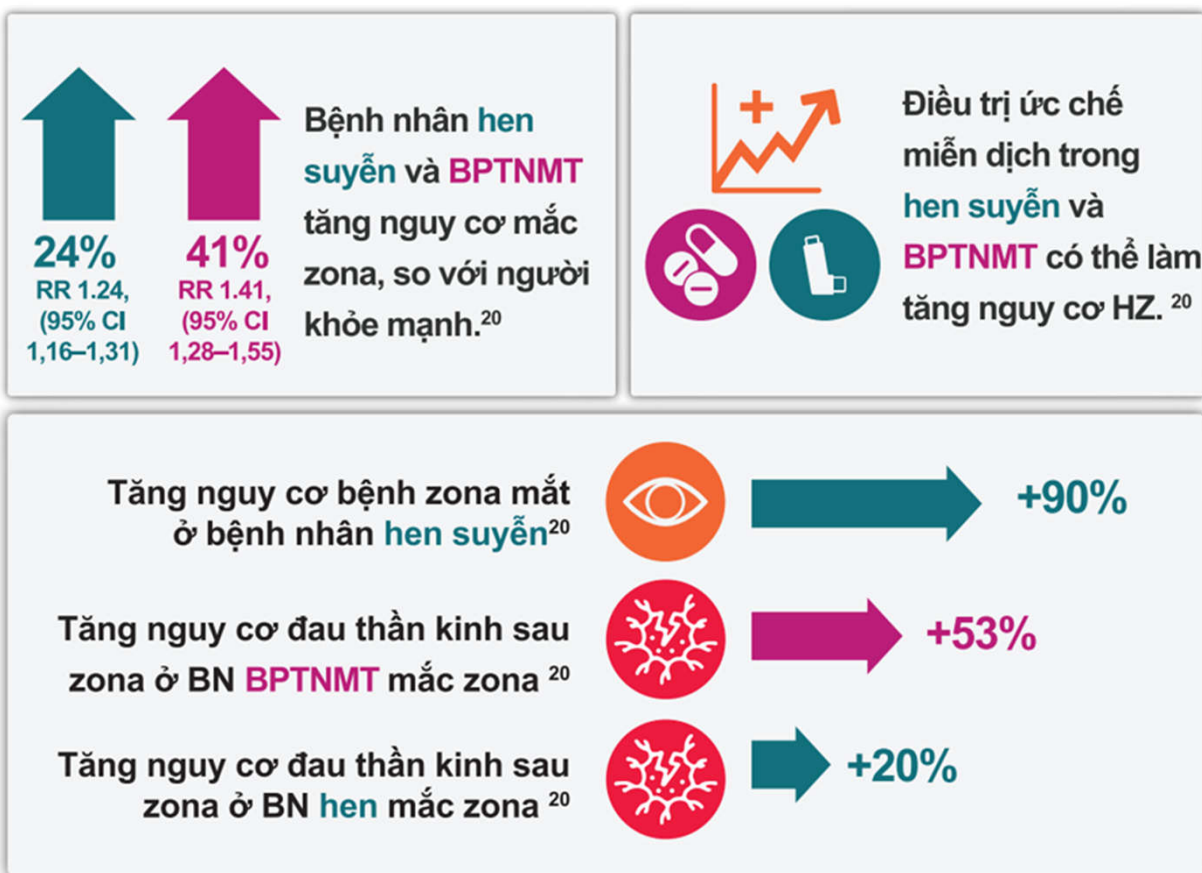 24%
RR 1.24,
(95% CI
1,16–1,31)
41%
RR 1.41,
(95% CI
1,28–1,55)
Bệnh nhân hen
suyễn và BPTNMT
tăng nguy cơ mắc
zona, so với người
khỏe mạnh.20
Điều trị ức chế
miễn dịch trong
hen suyễn và
BPTNMT có thể làm
tăng nguy cơ HZ. 20
Tăng nguy cơ bệnh zona mắt
ở bệnh nhân hen suyễn20
+90%
Tăng nguy cơ đau thần kinh sau
zona ở BN BPTNMT mắc zona 20
+53%
Tăng nguy cơ đau thần kinh sau
zona ở BN hen mắc zona 20
+20%